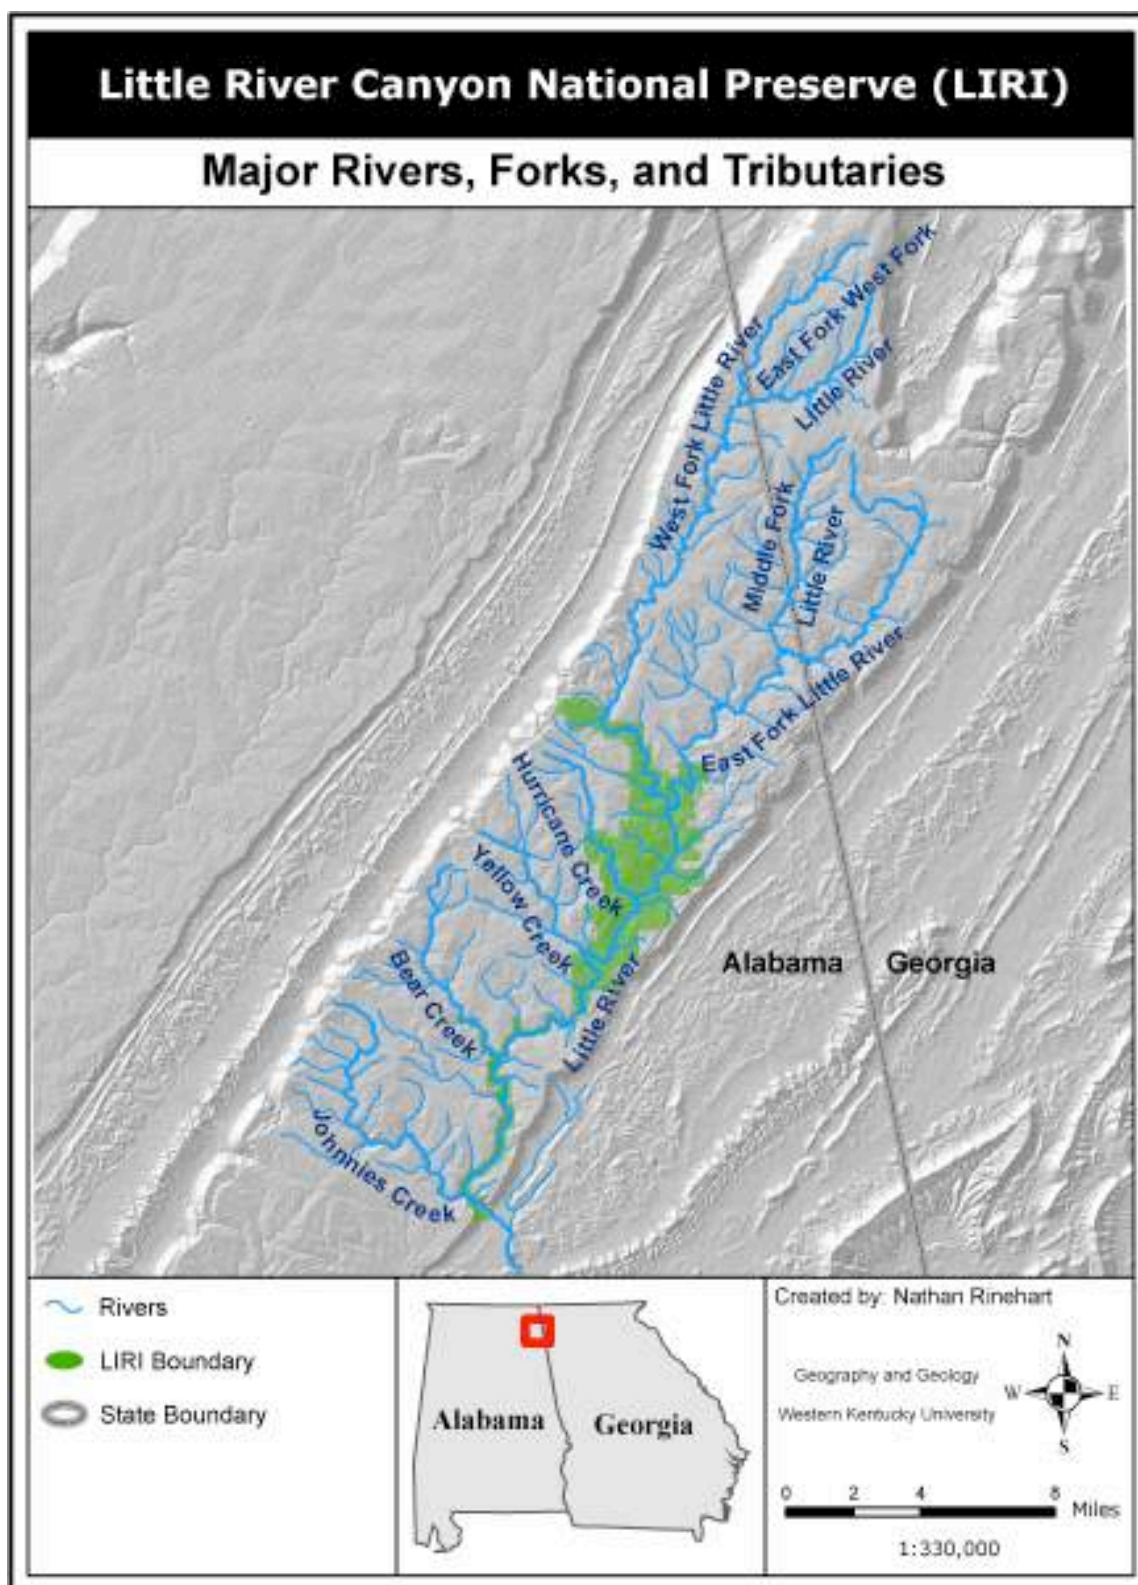 Little River Canyon National Preserve (LIRI)
Major Rivers, Forks, and Tributaries
East Fork West Fork
Little River
West Fork Little River
Middle Fork
Little River
East Fork Little River
Hurricane Creek
Yellow Creek
Bear Creek
Little River
Johnnies Creek
Alabama
Georgia
Rivers
LIRI Boundary
State Boundary
Alabama
Georgia
Created by: Nathan Rinehart
Geography and Geology
Western Kentucky University
N
W
E
S
0 2 4 8
Miles
1:330,000